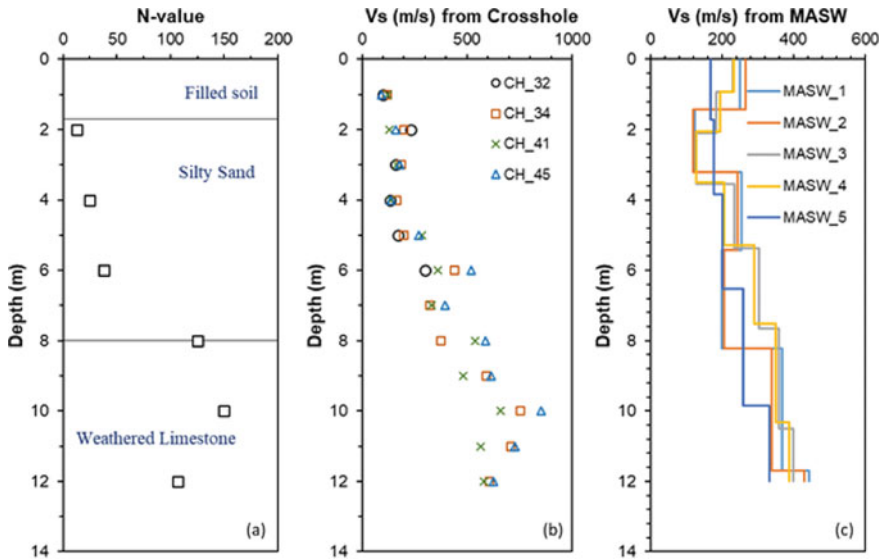 N-value
0 50 100 150 200
0
2
4
6
8
10
12
14
Depth (m)
Filled soil
Silty Sand
Weathered Limestone
(a)
Vs (m/s) from Crosshole
0 500 1000
0
2
4
6
8
10
12
14
Depth (m)
CH_32
CH_34
CH_41
CH_45
(b)
Vs (m/s) from MASW
0 200 400 600
0
2
4
6
8
10
12
14
Depth (m)
MASW_1
MASW_2
MASW_3
MASW_4
MASW_5
(c)